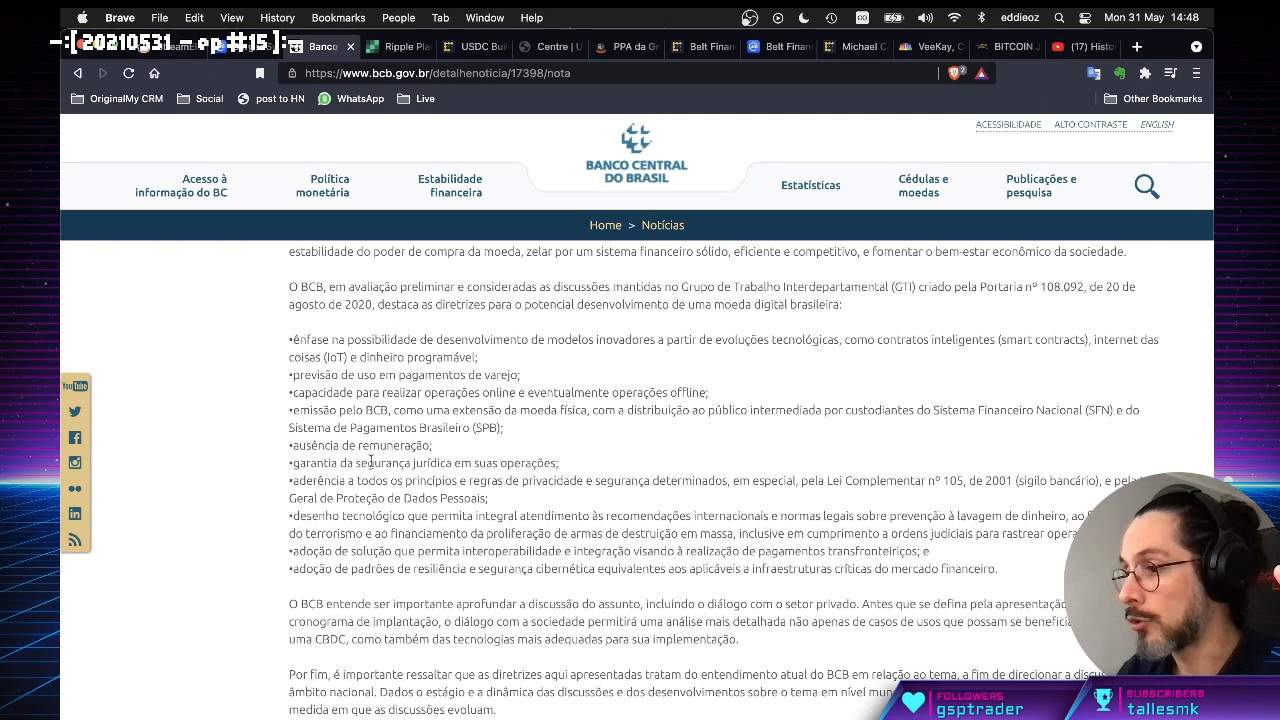 Brave File Edit View History Bookmarks People Tab Window Help
eddieoz Mon 31 May 14:48
-:[ 20210531 - ep #15 ]:-
Banco
Ripple Pla
USDC Buil
Centre | U
PPA da Gr
Belt Finan
Belt Finan
Michael C
VeeKay, C
BITCOIN J
(17) Histo
https://www.bcb.gov.br/detalhenoticia/17398/nota
2
OriginalMy CRM Social post to HN WhatsApp Live Other Bookmarks
ACESSIBILIDADE ALTO CONTRASTE ENGLISH
BANCO CENTRAL
DO BRASIL
Acesso à
informação do BC
Política
monetária
Estabilidade
financeira
Estatísticas
Cédulas e
moedas
Publicações e
pesquisa
Home > Notícias
estabilidade do poder de compra da moeda, zelar por um sistema financeiro sólido, eficiente e competitivo, e fomentar o bem-estar econômico da sociedade.
O BCB, em avaliação preliminar e como resultado de discussões mantidas no Grupo de Trabalho Interdepartamental (GTI) criado pela Portaria nº 108.092, de 20 de
agosto de 2020, destaca as diretrizes para o potencial desenvolvimento de uma moeda digital brasileira:
•ênfase na possibilidade de desenvolvimento de modelos inovadores a partir de evoluções tecnológicas, como contratos inteligentes (smart contracts), internet das
coisas (IoT) e dinheiro programável;
•previsão de uso em pagamentos de varejo;
•capacidade para realizar operações online e eventualmente operações offline;
•emissão pelo BCB, como uma extensão da moeda física, com a distribuição ao público intermediada por custodiantes do Sistema Financeiro Nacional (SFN) e do
Sistema de Pagamentos Brasileiro (SPB);
•ausência de remuneração;
•garantia da segurança jurídica em suas operações;
•aderência a todos os princípios e regras de privacidade e segurança determinados, em especial, pela Lei Complementar nº 105, de 2001 (sigilo bancário), e pela
Geral de Proteção de Dados Pessoais;
•desenho tecnológico que permita integral atendimento às recomendações internacionais e normas legais sobre prevenção à lavagem de dinheiro, ao
do terrorismo e ao financiamento da proliferação de armas de destruição em massa, inclusive em cumprimento a ordens judiciais para rastrear
•adoção de solução que permita interoperabilidade e integração visando à realização de pagamentos transfronteiriços; e
•adoção de padrões de resiliência e segurança cibernética equivalentes aos aplicáveis a infraestruturas críticas do mercado financeiro.
O BCB entende ser importante aprofundar a discussão do assunto, incluindo o diálogo com o setor privado. Antes que se defina pela apresentação
cronograma de implantação, o diálogo com a sociedade permitirá uma análise mais detalhada não apenas de casos de usos que possam se
uma CBDC, como também das tecnologias mais adequadas para sua implementação.
Por fim, é importante ressaltar que as diretrizes aqui apresentadas tratam do entendimento atual do BCB em relação ao tema, a fim de direcionar a
âmbito nacional. Dados o estágio e a dinâmica das discussões e dos desenvolvimentos sobre o tema em nível
medida em que as
YouTube
FOLLOWERS
gsptrader
SUBSCRIBERS
tallesmk